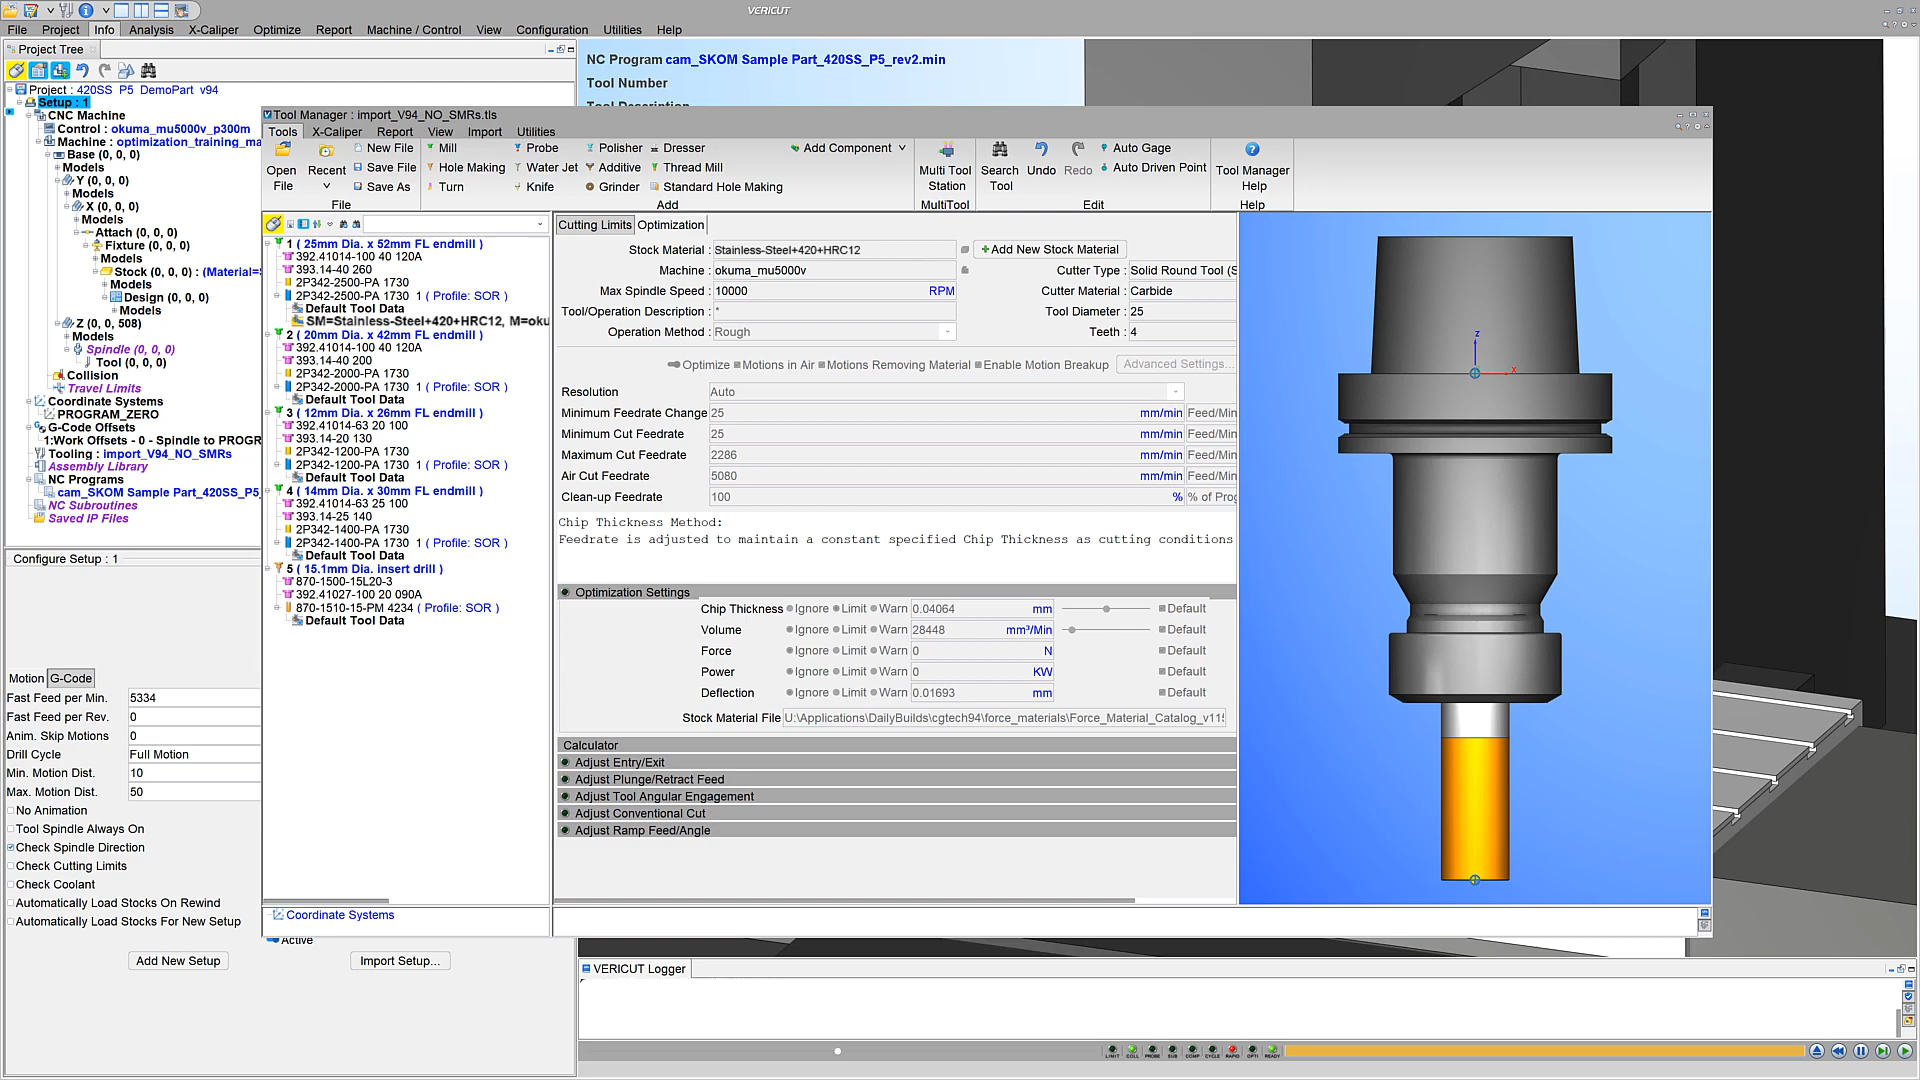 VERICUT
File Project Info Analysis X-Caliper Optimize Report Machine / Control View Configuration Utilities Help
Project Tree
Project : 420SS_P5_DemoPart_v94
Setup : 1
CNC Machine
Control : okuma_mu5000v_p300m
Machine : optimization_training_ma
Base (0, 0, 0)
Models
Y (0, 0, 0)
Models
X (0, 0, 0)
Models
Attach (0, 0, 0)
Fixture (0, 0, 0)
Models
Stock (0, 0, 0) : (Material=S
Models
Design (0, 0, 0)
Models
Z (0, 0, 508)
Models
Spindle (0, 0, 0)
Tool (0, 0, 0)
Collision
Travel Limits
Coordinate Systems
PROGRAM_ZERO
G-Code Offsets
1:Work Offsets - 0 - Spindle to PROGR
Tooling : import_V94_NO_SMRs
Assembly Library
NC Programs
cam_SKOM Sample Part_420SS_P5_
NC Subroutines
Saved IP Files
Configure Setup : 1
Motion G-Code
Fast Feed per Min. 5334
Fast Feed per Rev. 0
Anim. Skip Motions 0
Drill Cycle Full Motion
Min. Motion Dist. 10
Max. Motion Dist. 50
No Animation
Tool Spindle Always On
Check Spindle Direction
Check Cutting Limits
Check Coolant
Automatically Load Stocks On Rewind
Automatically Load Stocks For New Setup
Active
Add New Setup Import Setup...
NC Program cam_SKOM Sample Part_420SS_P5_rev2.min
Tool Number
Tool Description
Tool Manager : import_V94_NO_SMRs.tls
Tools X-Caliper Report View Import Utilities
Open File
Recent
New File
Save File
Save As
File
Mill Probe Polisher Dresser
Hole Making Water Jet Additive Thread Mill
Turn Knife Grinder Standard Hole Making
Add Component
Add
Multi Tool Station
MultiTool
Search Tool
Undo
Redo
Auto Gage
Auto Driven Point
Edit
Tool Manager Help
Help
1 ( 25mm Dia. x 52mm FL endmill )
392.41014-100 40 120A
393.14-40 260
2P342-2500-PA 1730
2P342-2500-PA 1730 1 ( Profile: SOR )
Default Tool Data
SM=Stainless-Steel+420+HRC12, M=oku
2 ( 20mm Dia. x 42mm FL endmill )
392.41014-100 40 120A
393.14-40 200
2P342-2000-PA 1730
2P342-2000-PA 1730 1 ( Profile: SOR )
Default Tool Data
3 ( 12mm Dia. x 26mm FL endmill )
392.41014-63 20 100
393.14-20 130
2P342-1200-PA 1730
2P342-1200-PA 1730 1 ( Profile: SOR )
Default Tool Data
4 ( 14mm Dia. x 30mm FL endmill )
392.41014-63 25 100
393.14-25 140
2P342-1400-PA 1730
2P342-1400-PA 1730 1 ( Profile: SOR )
Default Tool Data
5 ( 15.1mm Dia. insert drill )
870-1500-15L20-3
392.41027-100 20 090A
870-1510-15-PM 4234 ( Profile: SOR )
Default Tool Data
Coordinate Systems
Cutting Limits Optimization
Stock Material : Stainless-Steel+420+HRC12 +Add New Stock Material
Machine : okuma_mu5000v Cutter Type : Solid Round Tool (S
Max Spindle Speed : 10000 RPM Cutter Material : Carbide
Tool/Operation Description : * Tool Diameter : 25
Operation Method : Rough Teeth : 4
Optimize Motions in Air Motions Removing Material Enable Motion Breakup Advanced Settings...
Resolution Auto
Minimum Feedrate Change 25 mm/min Feed/Min
Minimum Cut Feedrate 25 mm/min Feed/Min
Maximum Cut Feedrate 2286 mm/min Feed/Min
Air Cut Feedrate 5080 mm/min Feed/Min
Clean-up Feedrate 100 % % of Prog
Chip Thickness Method:
Feedrate is adjusted to maintain a constant specified Chip Thickness as cutting conditions
Optimization Settings
Chip Thickness Ignore Limit Warn 0.04064 mm Default
Volume Ignore Limit Warn 28448 mm³/Min Default
Force Ignore Limit Warn 0 N Default
Power Ignore Limit Warn 0 KW Default
Deflection Ignore Limit Warn 0.01693 mm Default
Stock Material File U:\Applications\DailyBuilds\cgtech94\force_materials\Force_Material_Catalog_v11
Calculator
Adjust Entry/Exit
Adjust Plunge/Retract Feed
Adjust Tool Angular Engagement
Adjust Conventional Cut
Adjust Ramp Feed/Angle
Z
X
VERICUT Logger
LIMIT COLL PROBE SUB COMP CYCLE RAPID OPTI READY